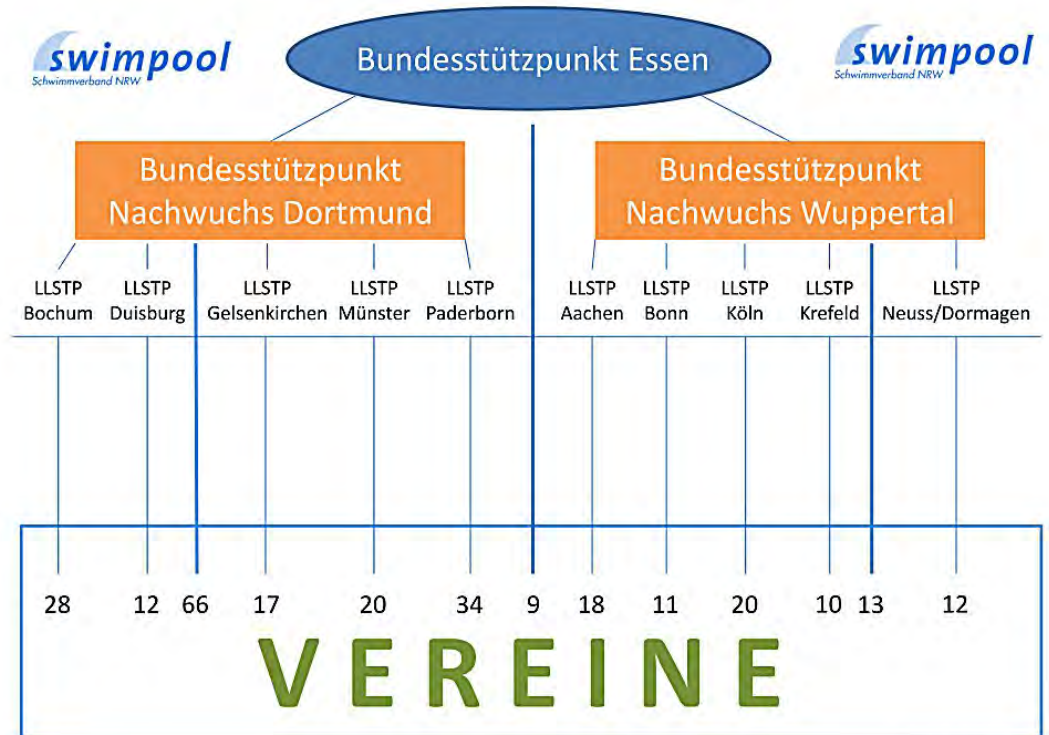 swimpool
Schwimmverband NRW
Bundesstützpunkt Essen
swimpool
Schwimmverband NRW
Bundesstützpunkt
Nachwuchs Dortmund
Bundesstützpunkt
Nachwuchs Wuppertal
LLSTP
Bochum
LLSTP
Duisburg
LLSTP
Gelsenkirchen
LLSTP
Münster
LLSTP
Paderborn
LLSTP
Aachen
LLSTP
Bonn
LLSTP
Köln
LLSTP
Krefeld
LLSTP
Neuss/Dormagen
28 12 66 17 20 34 9 18 11 20 10 13 12
VEREINE